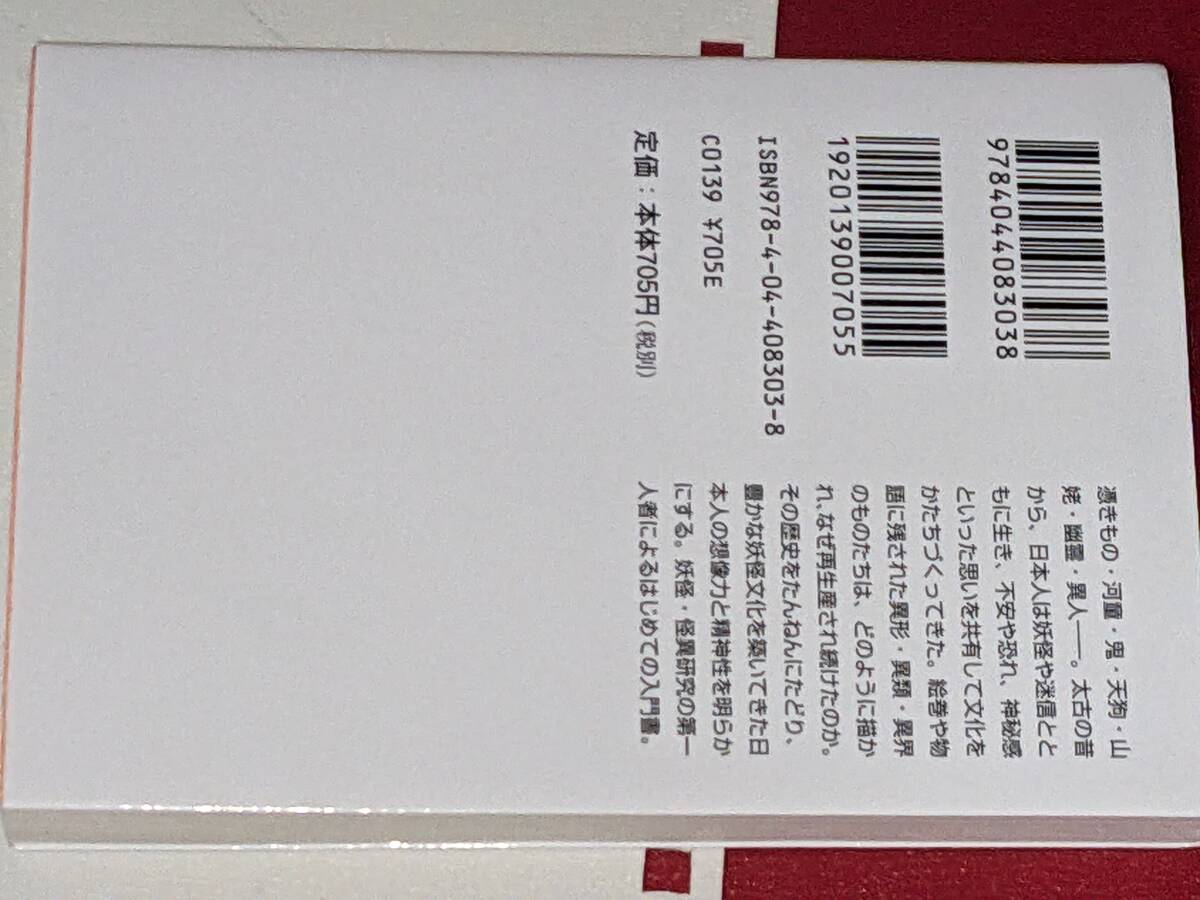 9784044083038
1920139007055
ISBN978-4-04-408303-8
C0139 ¥705E
定価：本体705円（税別）
憑きもの・河童・鬼・天狗・山
姥・幽霊・異人――。太古の昔
から、日本人は妖怪や迷信とと
もに生き、不安や恐れ、神秘感
といった思いを共有して文化を
かたちづくってきた。絵巻や物
語に残された異形・異類・異界
のものたちは、どのように描か
れ、なぜ再生産され続けたのか。
その歴史をたんねんにたどり、
豊かな妖怪文化を築いてきた日
本人の想像力と精神性を明らか
にする。妖怪・怪異研究の第一
人者によるはじめての入門書。